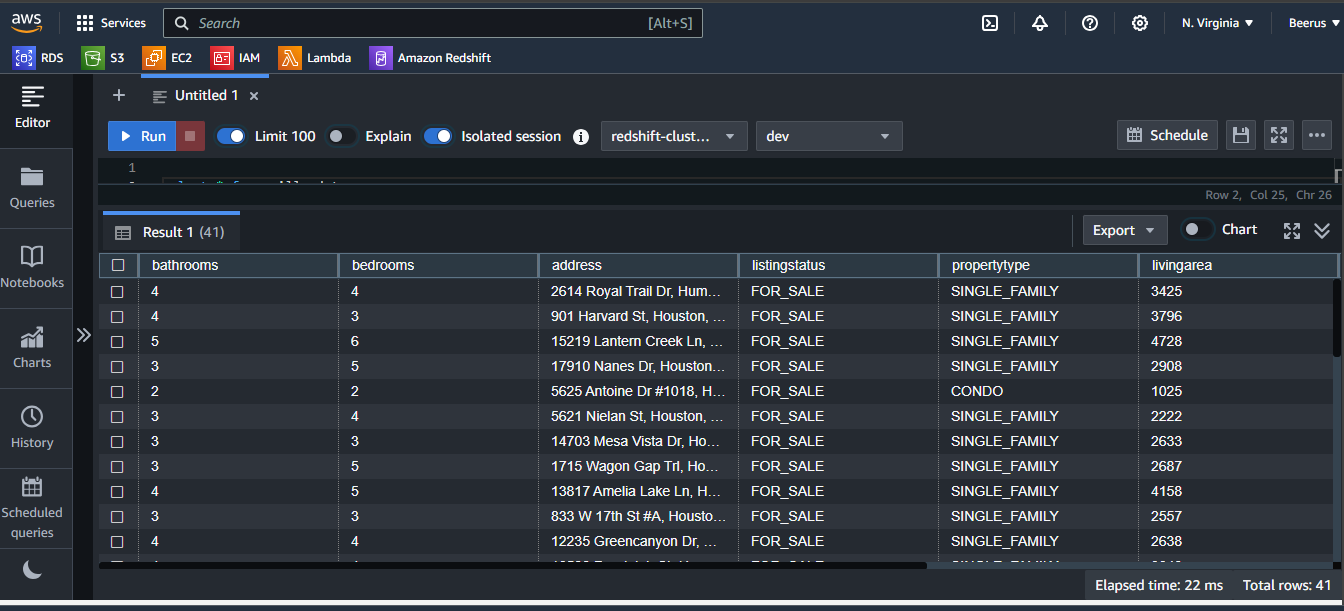 aws Services Search [Alt+S] N. Virginia Beerus
RDS S3 EC2 IAM Lambda Amazon Redshift
Editor
Queries
Notebooks
Charts
History
Scheduled queries
Untitled 1
Run Limit 100 Explain Isolated session redshift-clust... dev Schedule
1
Row 2, Col 25, Chr 26
Result 1 (41) Export Chart
bathrooms bedrooms address listingstatus propertytype livingarea
4 4 2614 Royal Trail Dr, Hum... FOR_SALE SINGLE_FAMILY 3425
4 3 901 Harvard St, Houston, ... FOR_SALE SINGLE_FAMILY 3796
5 6 15219 Lantern Creek Ln, ... FOR_SALE SINGLE_FAMILY 4728
3 5 17910 Nanes Dr, Houston... FOR_SALE SINGLE_FAMILY 2908
2 2 5625 Antoine Dr #1018, H... FOR_SALE CONDO 1025
3 4 5621 Nielan St, Houston, ... FOR_SALE SINGLE_FAMILY 2222
3 3 14703 Mesa Vista Dr, Ho... FOR_SALE SINGLE_FAMILY 2633
3 5 1715 Wagon Gap Trl, Ho... FOR_SALE SINGLE_FAMILY 2687
4 5 13817 Amelia Lake Ln, H... FOR_SALE SINGLE_FAMILY 4158
3 3 833 W 17th St #A, Housto... FOR_SALE SINGLE_FAMILY 2557
4 4 12235 Greencanyon Dr, ... FOR_SALE SINGLE_FAMILY 2638
Elapsed time: 22 ms Total rows: 41